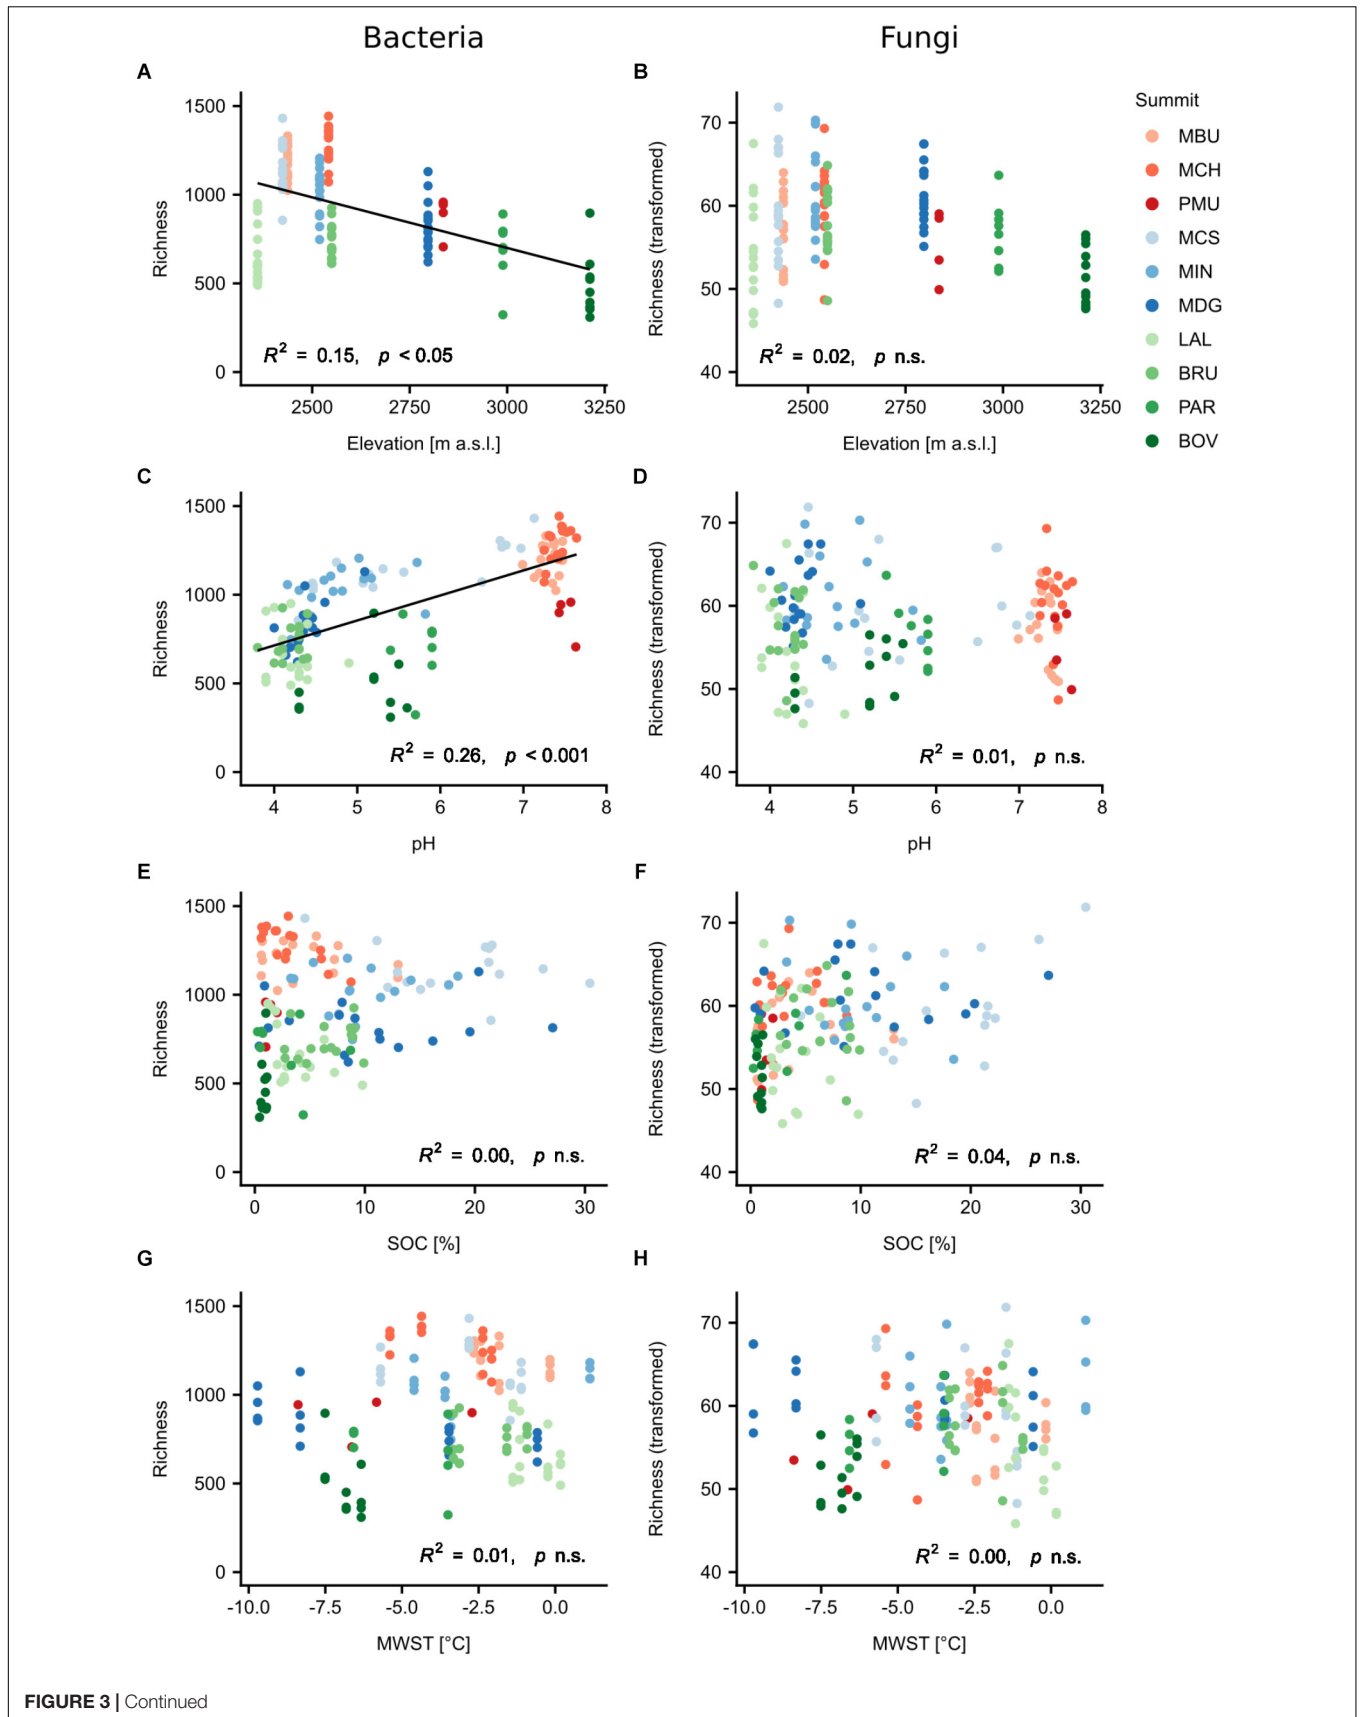 Bacteria Fungi
A B
1500
1000
500
0
Richness
R² = 0.15, p < 0.05
2500 2750 3000 3250
Elevation [m a.s.l.]
70
60
50
40
Richness (transformed)
R² = 0.02, p n.s.
2500 2750 3000 3250
Elevation [m a.s.l.]
Summit
MBU
MCH
PMU
MCS
MIN
MDG
LAL
BRU
PAR
BOV
C D
1500
1000
500
0
Richness
R² = 0.26, p < 0.001
4 5 6 7 8
pH
70
60
50
40
Richness (transformed)
R² = 0.01, p n.s.
4 5 6 7 8
pH
E F
1500
1000
500
0
Richness
R² = 0.00, p n.s.
0 10 20 30
SOC [%]
70
60
50
40
Richness (transformed)
R² = 0.04, p n.s.
0 10 20 30
SOC [%]
G H
1500
1000
500
0
Richness
R² = 0.01, p n.s.
-10.0 -7.5 -5.0 -2.5 0.0
MWST [°C]
70
60
50
40
Richness (transformed)
R² = 0.00, p n.s.
-10.0 -7.5 -5.0 -2.5 0.0
MWST [°C]
FIGURE 3 | Continued